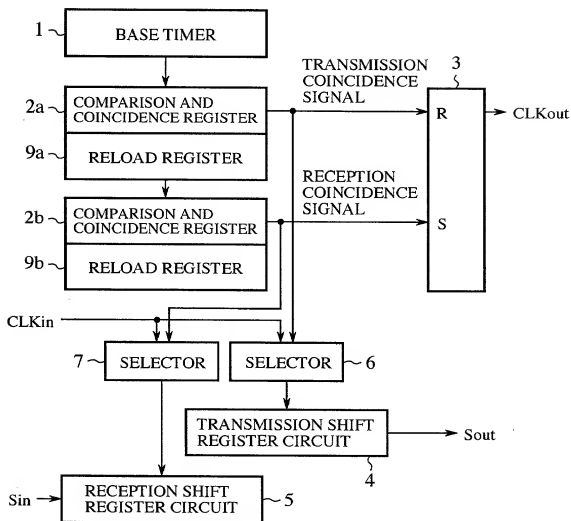 1
BASE TIMER
2a
COMPARISON AND
COINCIDENCE REGISTER
TRANSMISSION
COINCIDENCE
SIGNAL
3
R
CLKout
9a
RELOAD REGISTER
2b
COMPARISON AND
COINCIDENCE REGISTER
RECEPTION
COINCIDENCE
SIGNAL
S
9b
RELOAD REGISTER
CLKin
7
SELECTOR
SELECTOR
6
TRANSMISSION SHIFT
REGISTER CIRCUIT
Sout
4
Sin
RECEPTION SHIFT
REGISTER CIRCUIT
5